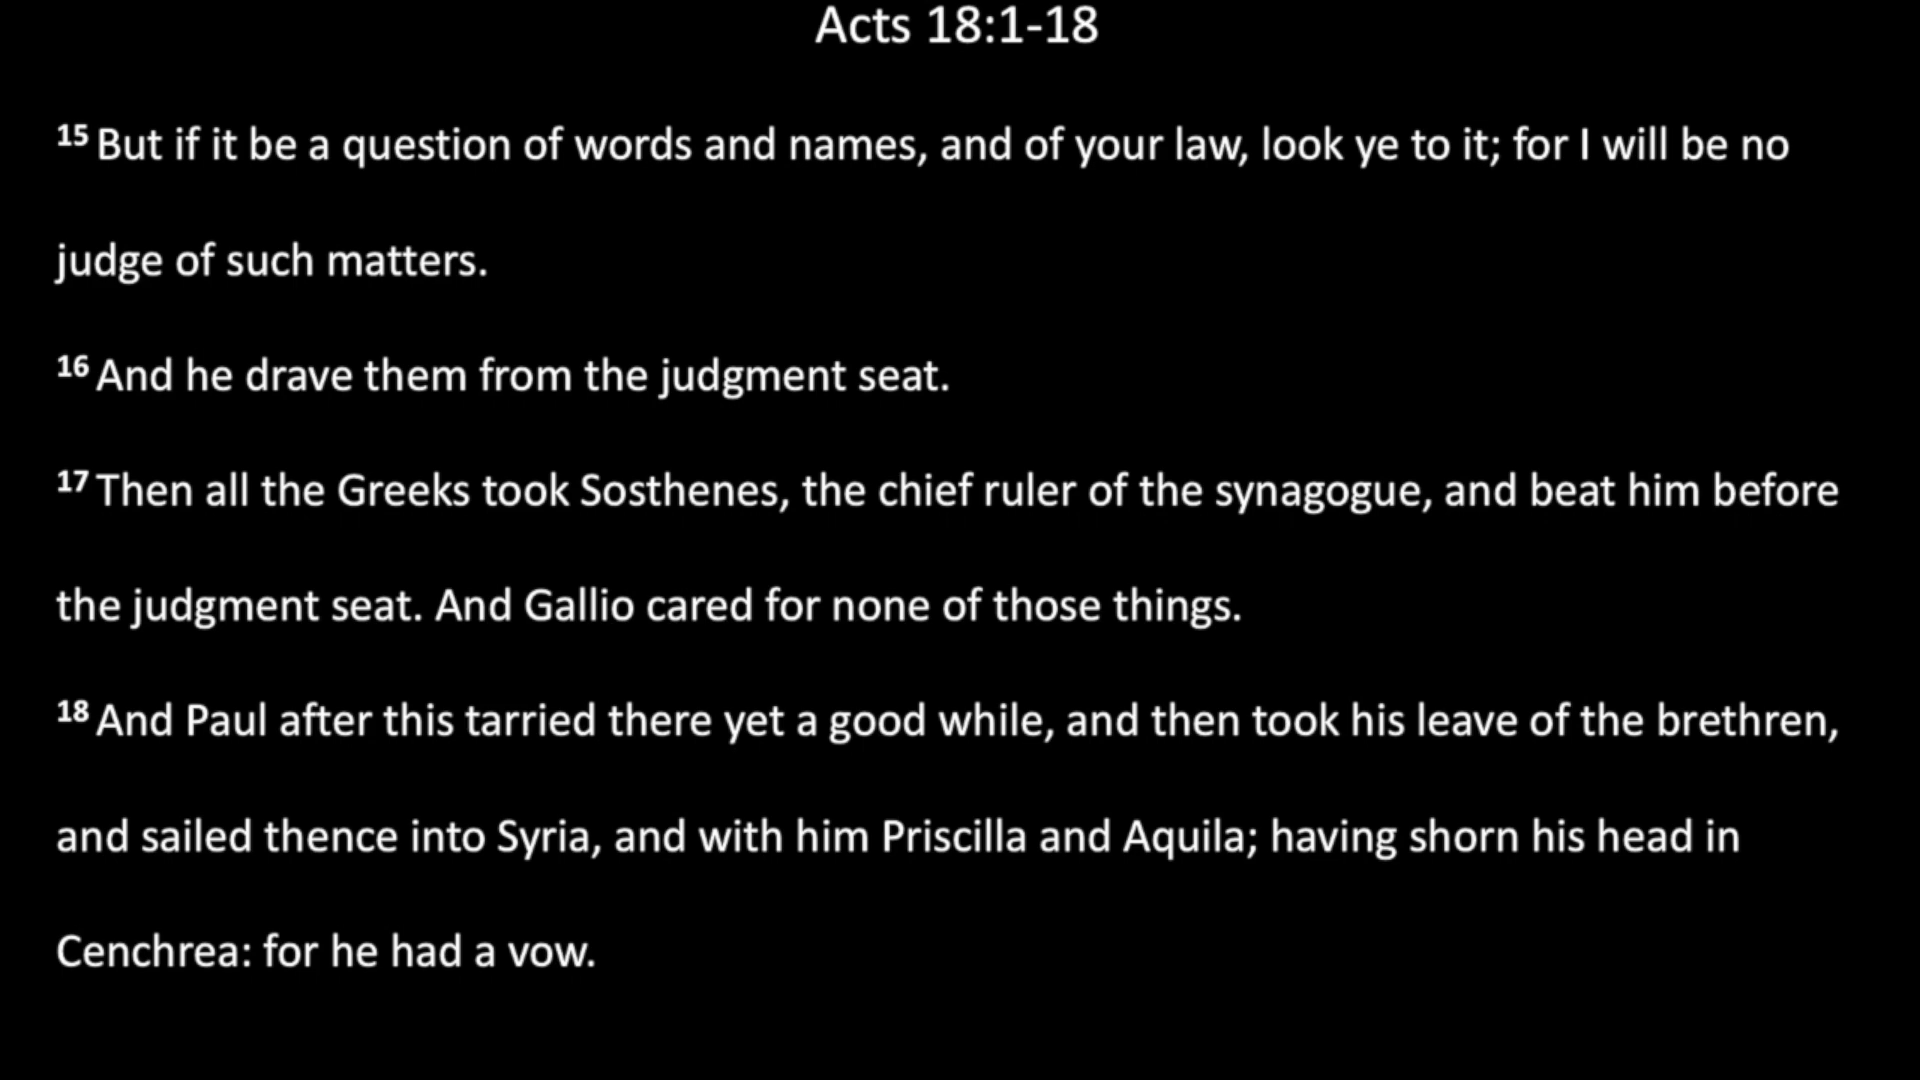 Acts 18:1-18
15 But if it be a question of words and names, and of your law, look ye to it; for I will be no
judge of such matters.
16 And he drave them from the judgment seat.
17 Then all the Greeks took Sosthenes, the chief ruler of the synagogue, and beat him before
the judgment seat. And Gallio cared for none of those things.
18 And Paul after this tarried there yet a good while, and then took his leave of the brethren,
and sailed thence into Syria, and with him Priscilla and Aquila; having shorn his head in
Cenchrea: for he had a vow.